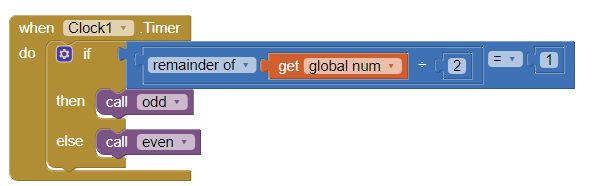 when Clock1 .Timer
do if remainder of get global num ÷ 2 = 1
then call odd
else call even